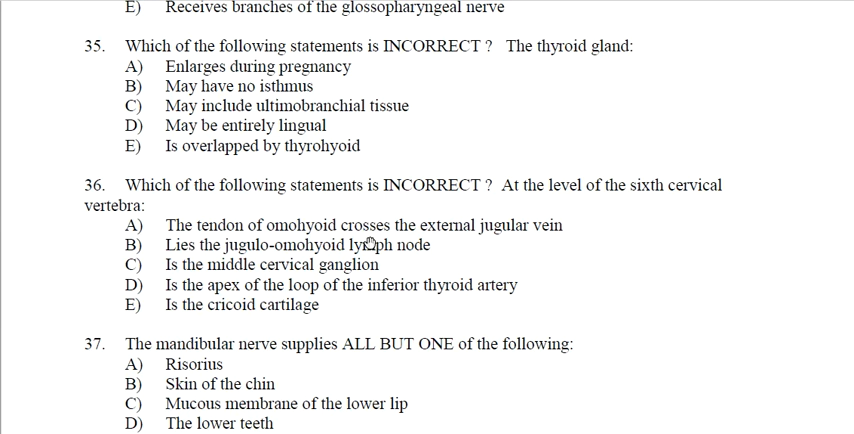 E) Receives branches of the glossopharyngeal nerve
35. Which of the following statements is INCORRECT ? The thyroid gland:
A) Enlarges during pregnancy
B) May have no isthmus
C) May include ultimobranchial tissue
D) May be entirely lingual
E) Is overlapped by thyrohyoid
36. Which of the following statements is INCORRECT ? At the level of the sixth cervical
vertebra:
A) The tendon of omohyoid crosses the external jugular vein
B) Lies the jugulo-omohyoid lymph node
C) Is the middle cervical ganglion
D) Is the apex of the loop of the inferior thyroid artery
E) Is the cricoid cartilage
37. The mandibular nerve supplies ALL BUT ONE of the following:
A) Risorius
B) Skin of the chin
C) Mucous membrane of the lower lip
D) The lower teeth